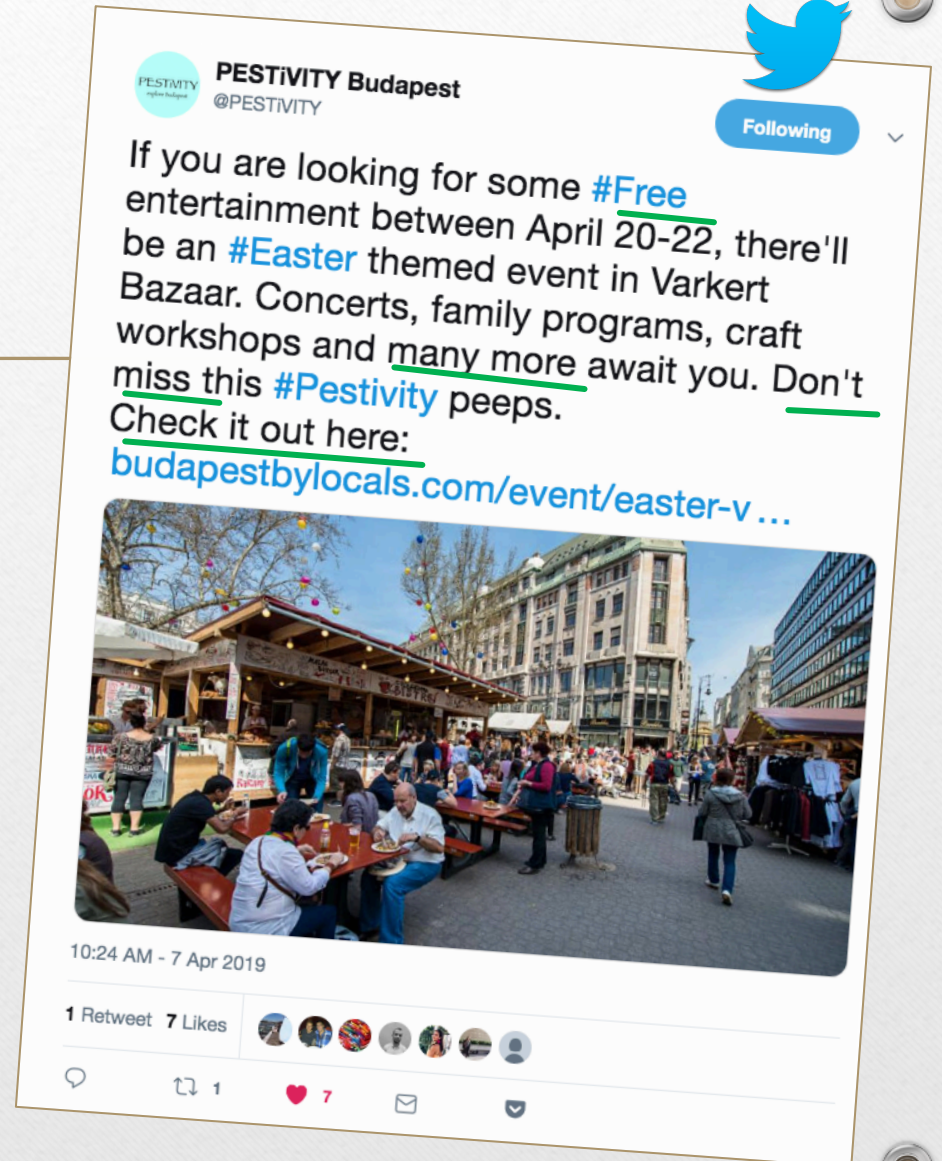 PESTiVITY
explore budapest
PESTiVITY Budapest
@PESTiVITY
Following
If you are looking for some #Free
entertainment between April 20-22, there'll
be an #Easter themed event in Varkert
Bazaar. Concerts, family programs, craft
workshops and many more await you. Don't
miss this #Pestivity peeps.
Check it out here:
budapestbylocals.com/event/easter-v...
BISTRO
10:24 AM - 7 Apr 2019
1 Retweet 7 Likes
1
7